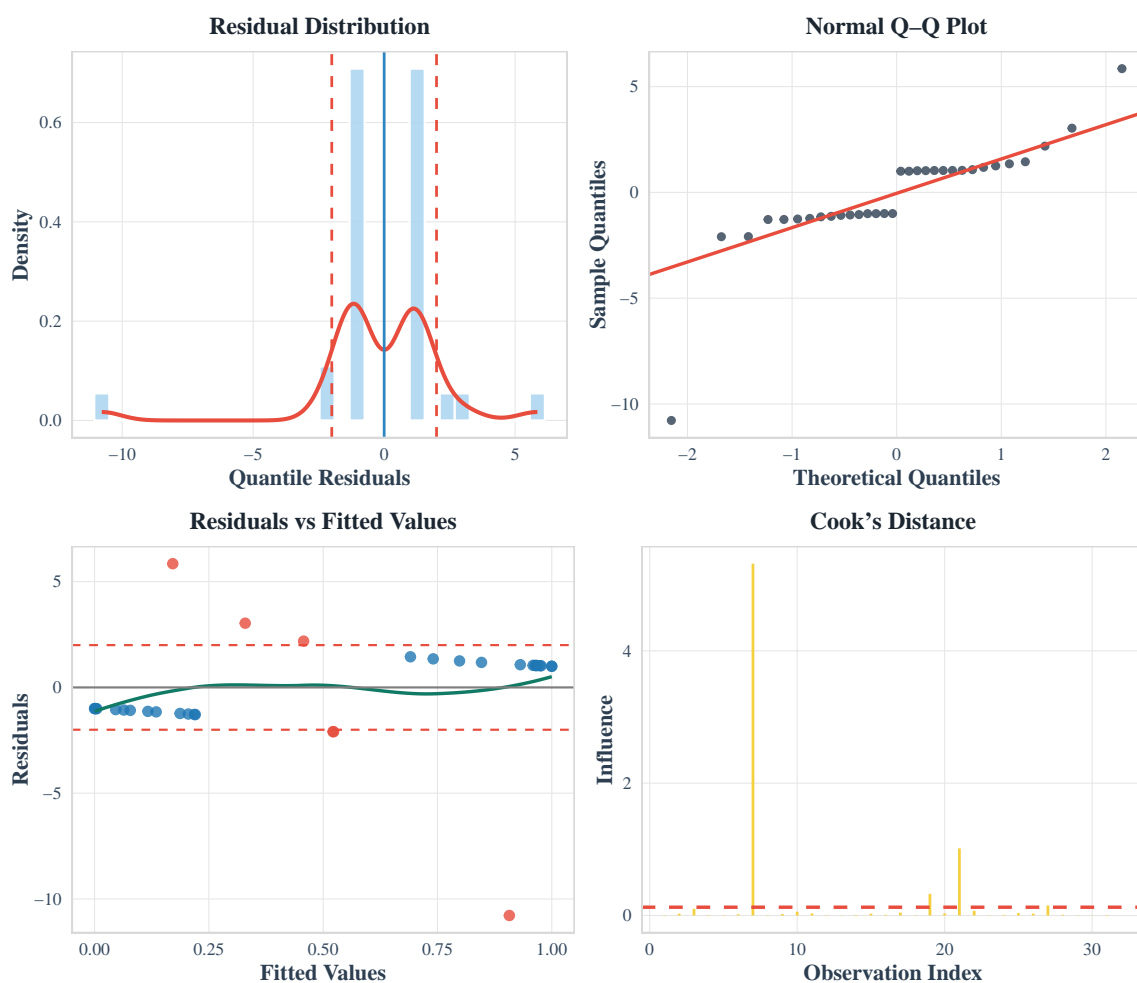 Residual Distribution
Density
0.6
0.4
0.2
0.0
−10
−5
0
5
Quantile Residuals
Normal Q–Q Plot
Sample Quantiles
5
0
−5
−10
−2
−1
0
1
2
Theoretical Quantiles
Residuals vs Fitted Values
Residuals
5
0
−5
−10
0.00
0.25
0.50
0.75
1.00
Fitted Values
Cook's Distance
Influence
4
2
0
0
10
20
30
Observation Index